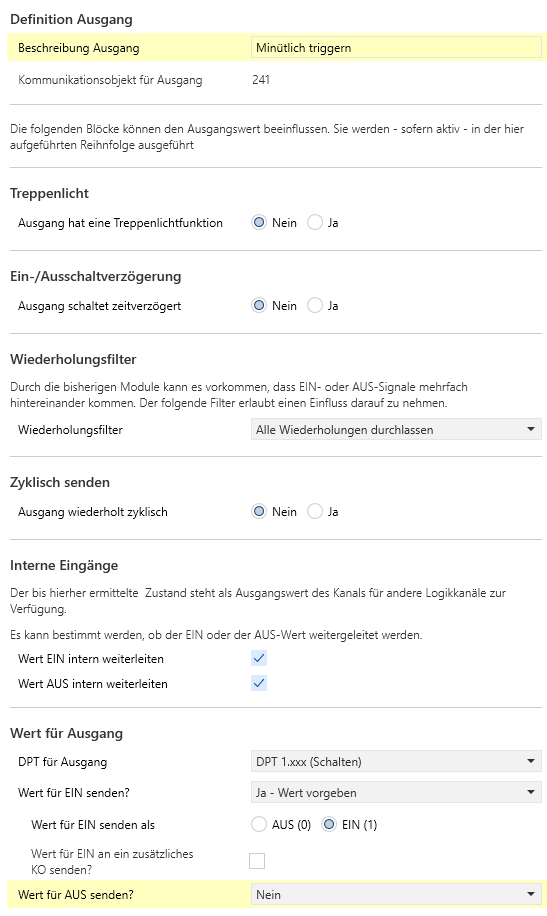 Definition Ausgang
Beschreibung Ausgang Minütlich triggern
Kommunikationsobjekt für Ausgang 241
Die folgenden Blöcke können den Ausgangswert beeinflussen. Sie werden - sofern aktiv - in der hier
aufgeführten Reihnfolge ausgeführt
Treppenlicht
Ausgang hat eine Treppenlichtfunktion Nein Ja
Ein-/Ausschaltverzögerung
Ausgang schaltet zeitverzögert Nein Ja
Wiederholungsfilter
Durch die bisherigen Module kann es vorkommen, dass EIN- oder AUS-Signale mehrfach
hintereinander kommen. Der folgende Filter erlaubt einen Einfluss darauf zu nehmen.
Wiederholungsfilter Alle Wiederholungen durchlassen
Zyklisch senden
Ausgang wiederholt zyklisch Nein Ja
Interne Eingänge
Der bis hierher ermittelte Zustand steht als Ausgangswert des Kanals für andere Logikkanäle zur
Verfügung.
Es kann bestimmt werden, ob der EIN oder der AUS-Wert weitergeleitet werden.
Wert EIN intern weiterleiten
Wert AUS intern weiterleiten
Wert für Ausgang
DPT für Ausgang DPT 1.xxx (Schalten)
Wert für EIN senden? Ja - Wert vorgeben
Wert für EIN senden als AUS (0) EIN (1)
Wert für EIN an ein zusätzliches
KO senden?
Wert für AUS senden? Nein